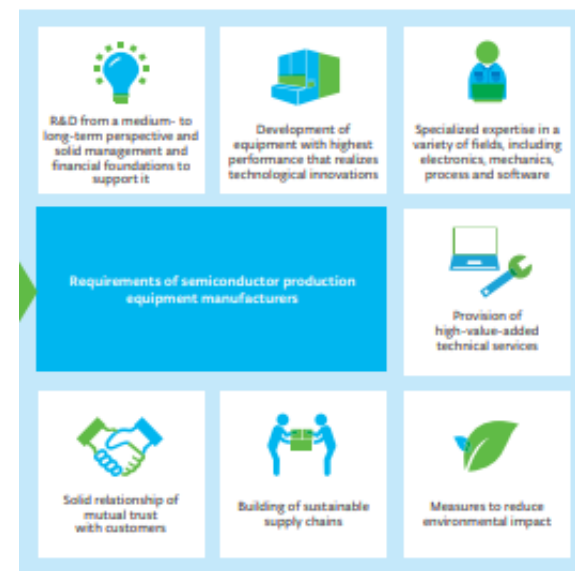 R&D from a medium- to
long-term perspective and
solid management and
financial foundations to
support it
Development of
equipment with highest
performance that realizes
technological innovations
Specialized expertise in a
variety of fields, including
electronics, mechanics,
process and software
Requirements of semiconductor production
equipment manufacturers
Provision of
high-value-added
technical services
Solid relationship of
mutual trust
with customers
Building of sustainable
supply chains
Measures to reduce
environmental impact